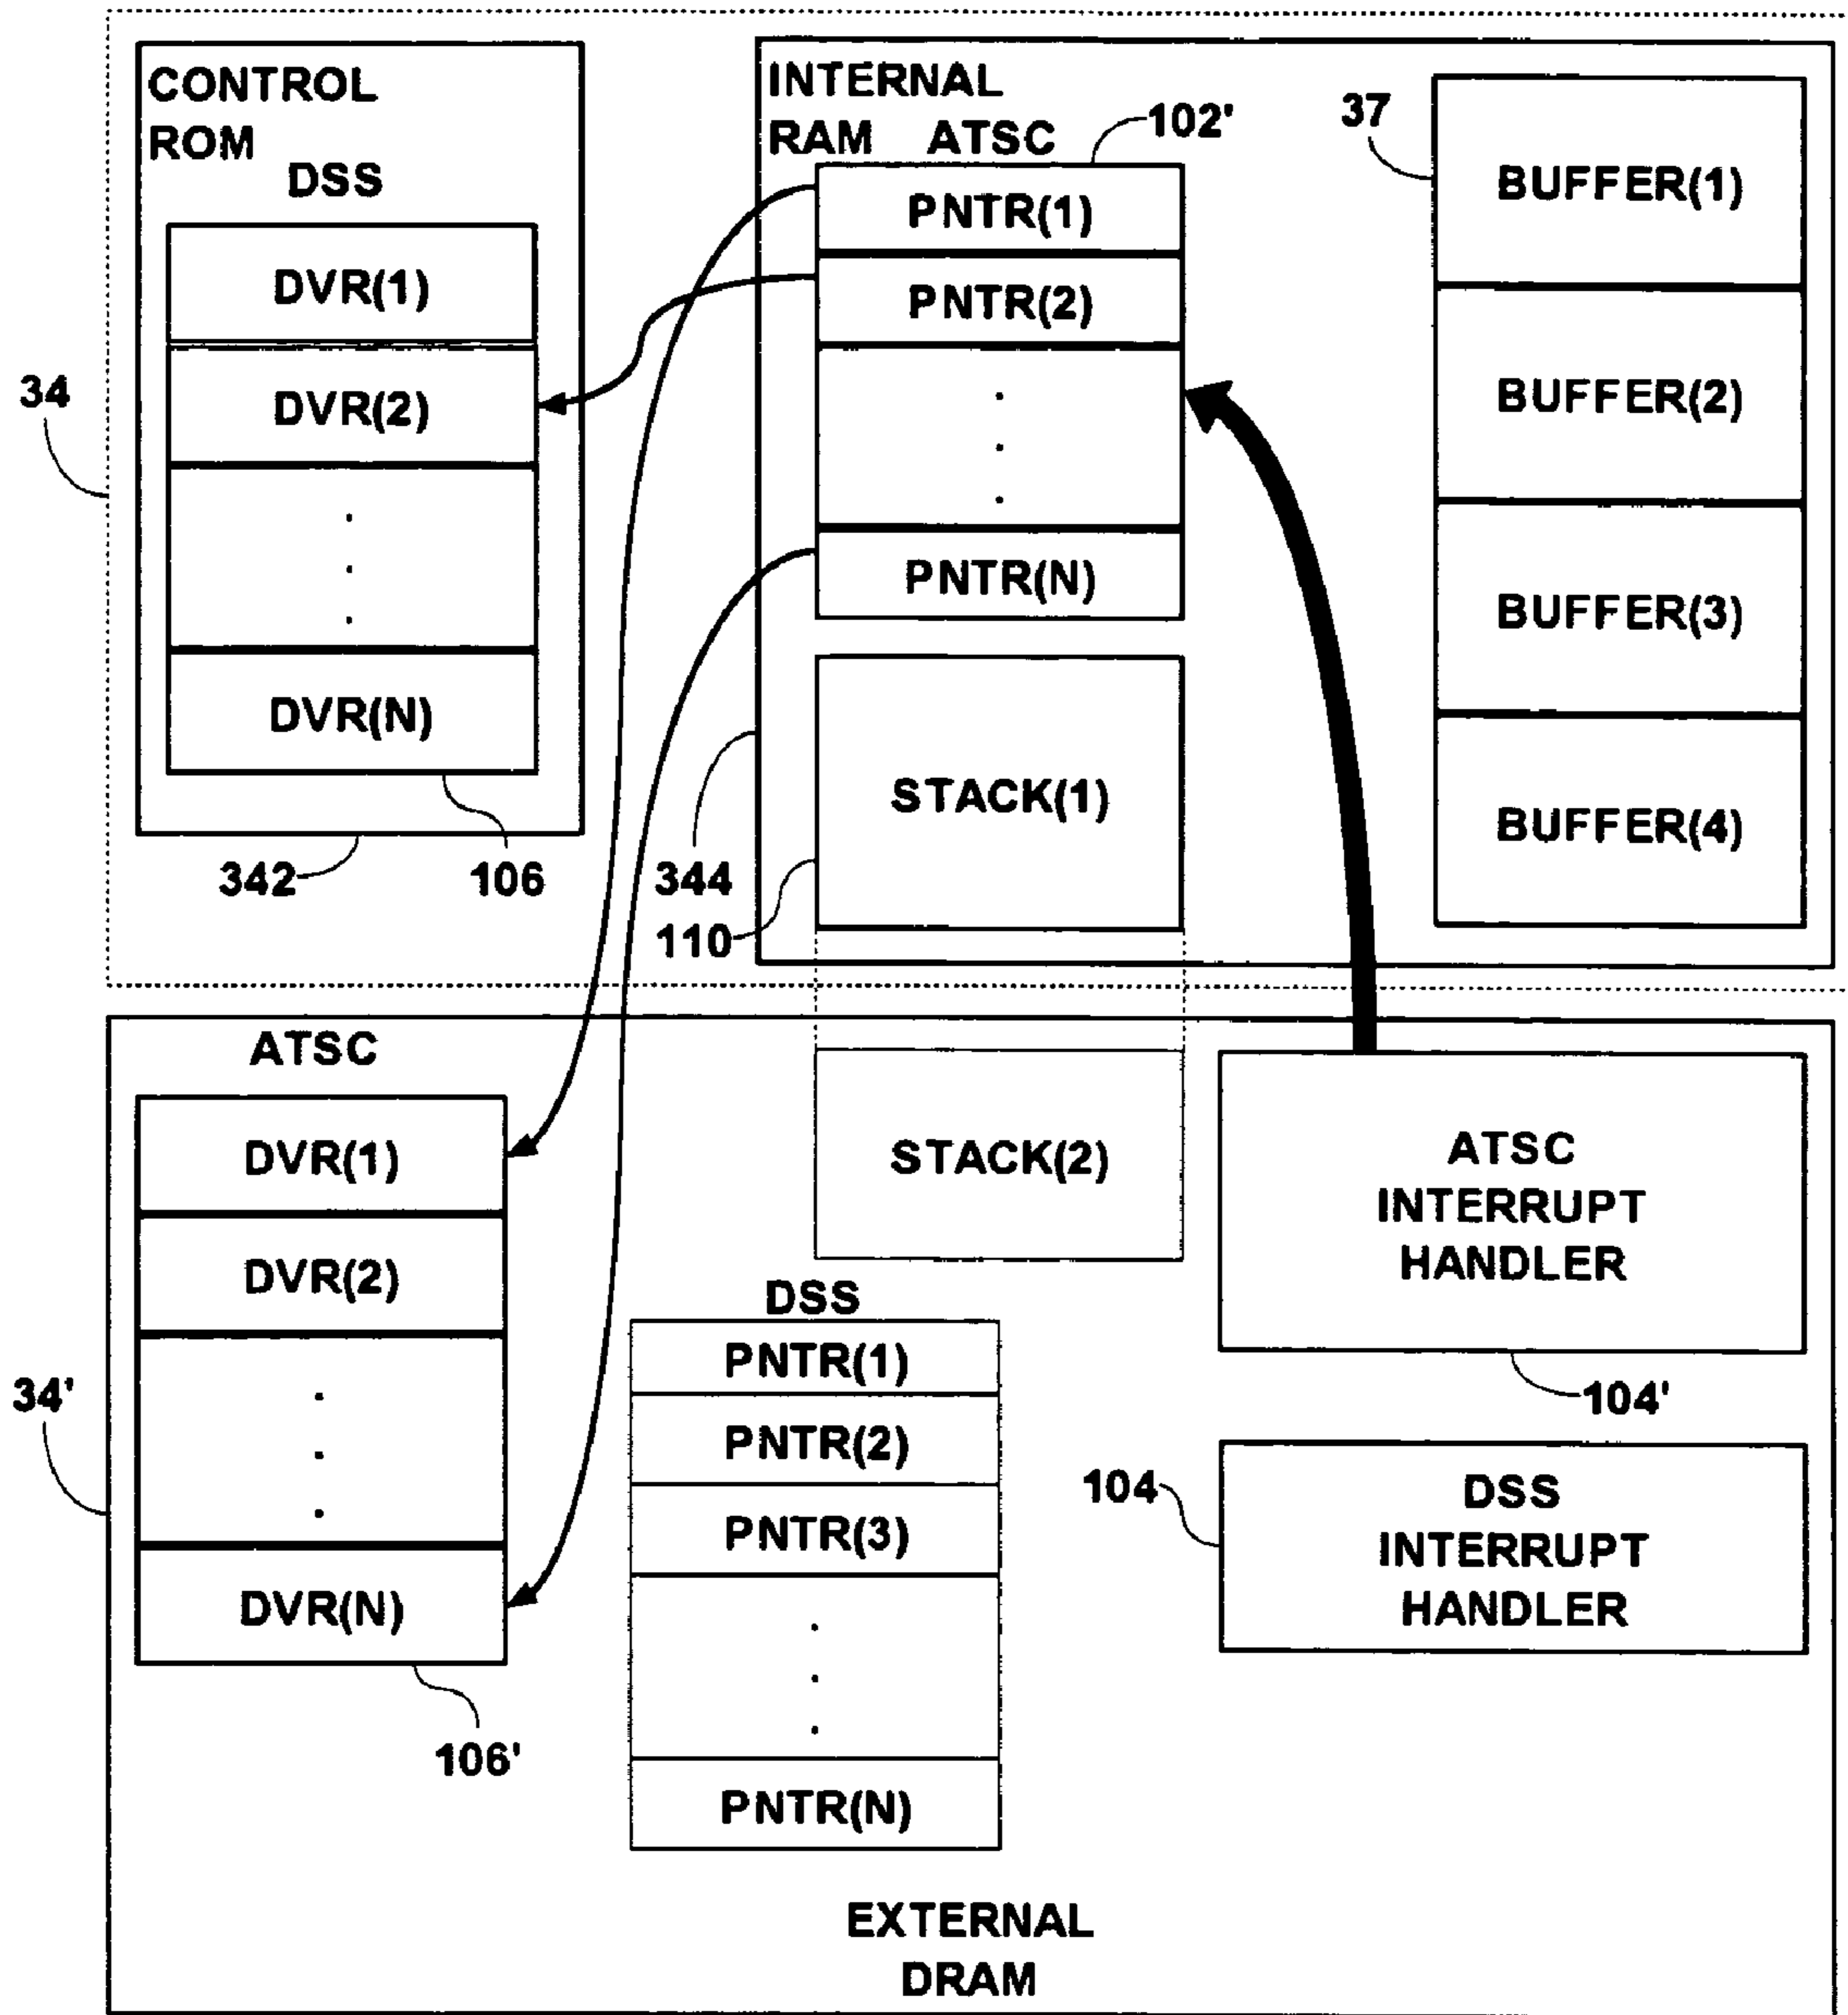 CONTROL
ROM
DSS
DVR(1)
DVR(2)
.
.
.
DVR(N)
34
342
106
INTERNAL
RAM ATSC
102'
PNTR(1)
PNTR(2)
.
.
.
PNTR(N)
STACK(1)
344
110
37
BUFFER(1)
BUFFER(2)
BUFFER(3)
BUFFER(4)
ATSC
DVR(1)
DVR(2)
.
.
.
DVR(N)
34'
106'
STACK(2)
DSS
PNTR(1)
PNTR(2)
PNTR(3)
.
.
.
PNTR(N)
ATSC
INTERRUPT
HANDLER
104'
104
DSS
INTERRUPT
HANDLER
EXTERNAL
DRAM